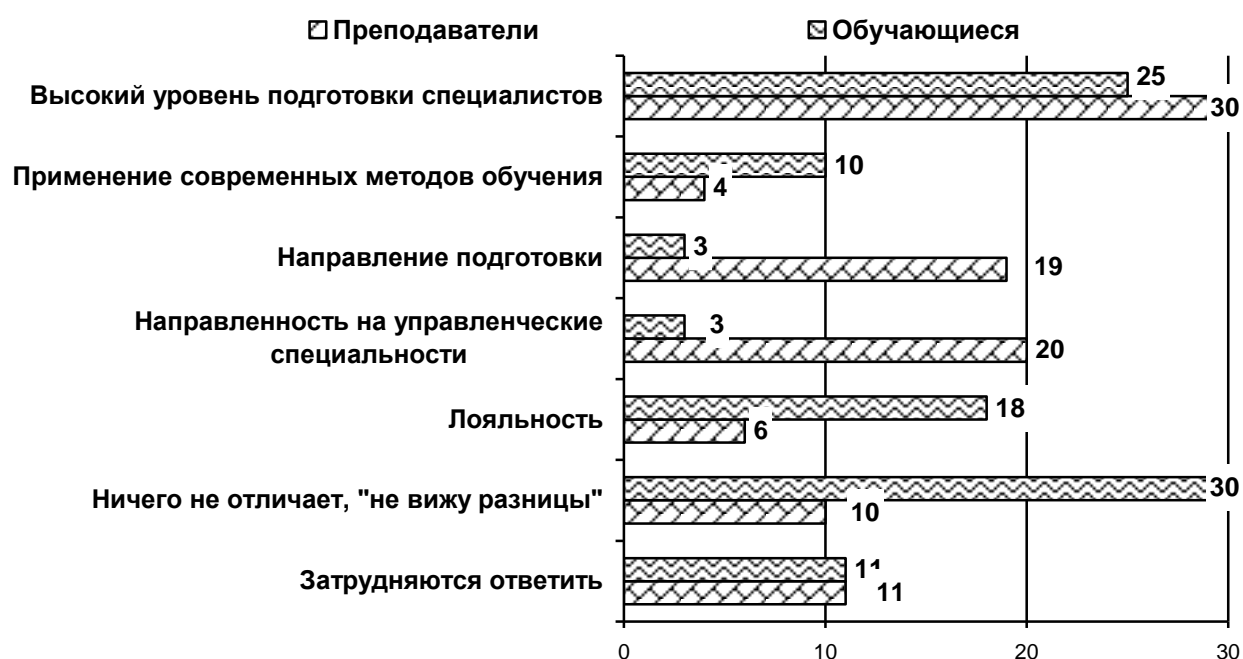 Преподаватели Обучающиеся
Высокий уровень подготовки специалистов
25
30
Применение современных методов обучения
10
4
Направление подготовки
3
19
Направленность на управленческие
специальности
3
20
Лояльность
18
6
Ничего не отличает, "не вижу разницы"
30
10
Затрудняются ответить
11
11
0 10 20 30